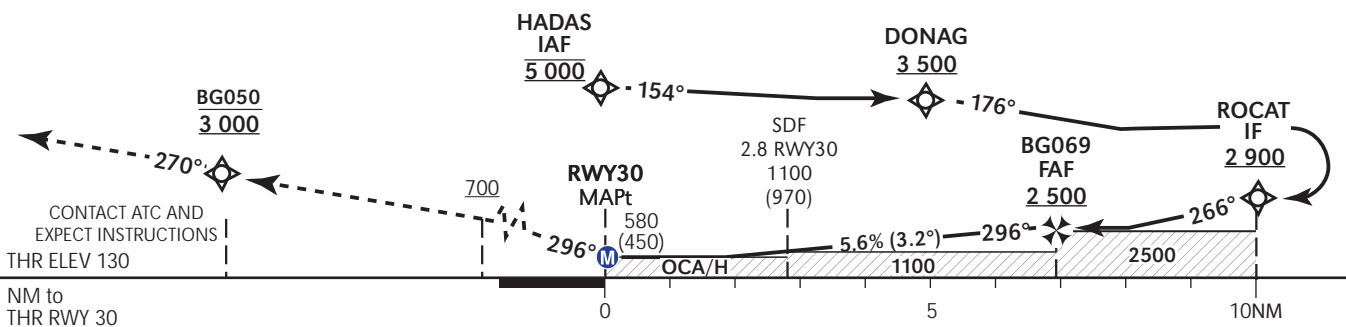 HADAS
IAF
5 000
154°
DONAG
3 500
176°
ROCAT
IF
2 900
266°
BG050
3 000
270°
SDF
2.8 RWY30
1100
(970)
BG069
FAF
2 500
700
RWY30
MAPt
580
(450)
296°
M
5.6% (3.2°)
296°
CONTACT ATC AND
EXPECT INSTRUCTIONS
THR ELEV 130
OCA/H
1100
2500
NM to
THR RWY 30
0
5
10NM